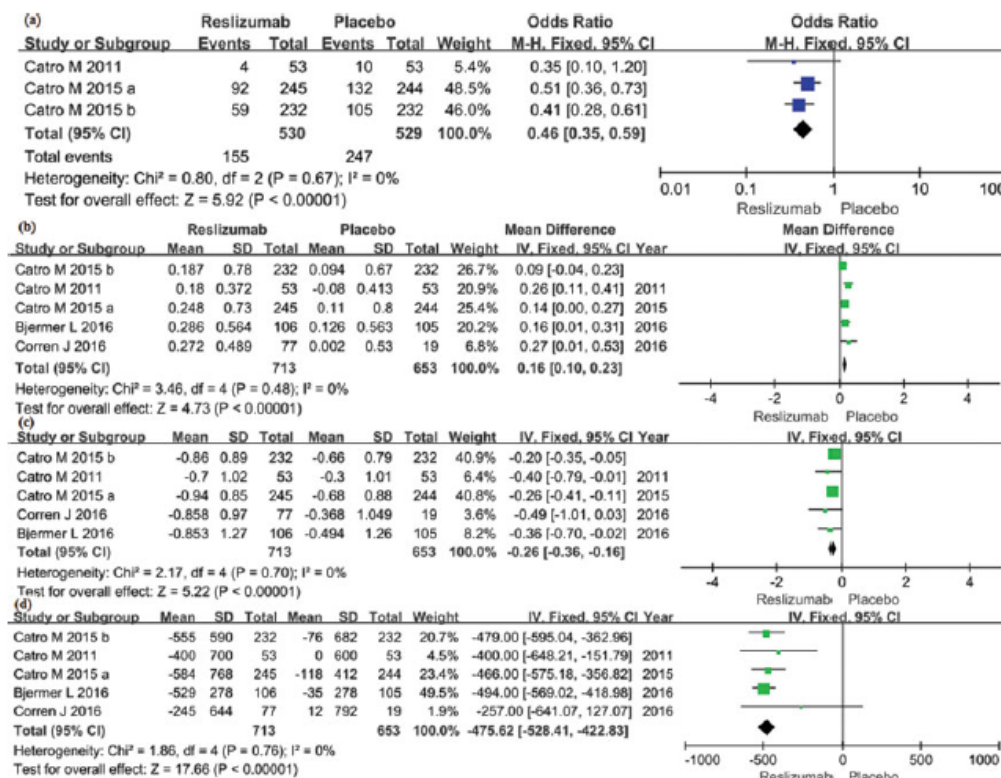 (a)
Reslizumab Placebo Odds Ratio Odds Ratio
Study or Subgroup Events Total Events Total Weight M-H. Fixed, 95% CI M-H. Fixed, 95% CI
Catro M 2011 4 53 10 53 5.4% 0.35 [0.10, 1.20]
Catro M 2015 a 92 245 132 244 48.5% 0.51 [0.36, 0.73]
Catro M 2015 b 59 232 105 232 46.0% 0.41 [0.28, 0.61]
Total (95% CI) 530 529 100.0% 0.46 [0.35, 0.59]
Total events 155 247
Heterogeneity: Chi² = 0.80, df = 2 (P = 0.67); I² = 0%
Test for overall effect: Z = 5.92 (P < 0.00001)
0.01 0.1 1 10 100
Reslizumab Placebo
(b)
Reslizumab Placebo Mean Difference Mean Difference
Study or Subgroup Mean SD Total Mean SD Total Weight IV, Fixed, 95% CI Year IV, Fixed, 95% CI
Catro M 2015 b 0.187 0.78 232 0.094 0.67 232 26.7% 0.09 [-0.04, 0.23]
Catro M 2011 0.18 0.372 53 -0.08 0.413 53 20.9% 0.26 [0.11, 0.41] 2011
Catro M 2015 a 0.248 0.73 245 0.11 0.8 244 25.4% 0.14 [0.00, 0.27] 2015
Bjermer L 2016 0.286 0.564 106 0.126 0.563 105 20.2% 0.16 [0.01, 0.31] 2016
Corren J 2016 0.272 0.489 77 0.002 0.53 19 6.8% 0.27 [0.01, 0.53] 2016
Total (95% CI) 713 653 100.0% 0.16 [0.10, 0.23]
Heterogeneity: Chi² = 3.46, df = 4 (P = 0.48); I² = 0%
Test for overall effect: Z = 4.73 (P < 0.00001)
-4 -2 0 2 4
Reslizumab Placebo
(c)
Study or Subgroup Mean SD Total Mean SD Total Weight IV, Fixed, 95% CI Year IV, Fixed, 95% CI
Catro M 2015 b -0.86 0.89 232 -0.66 0.79 232 40.9% -0.20 [-0.35, -0.05]
Catro M 2011 -0.7 1.02 53 -0.3 1.01 53 6.4% -0.40 [-0.79, -0.01] 2011
Catro M 2015 a -0.94 0.85 245 -0.68 0.88 244 40.8% -0.26 [-0.41, -0.11] 2015
Corren J 2016 -0.858 0.97 77 -0.368 1.049 19 3.6% -0.49 [-1.01, 0.03] 2016
Bjermer L 2016 -0.853 1.27 106 -0.494 1.26 105 8.2% -0.36 [-0.70, -0.02] 2016
Total (95% CI) 713 653 100.0% -0.26 [-0.36, -0.16]
Heterogeneity: Chi² = 2.17, df = 4 (P = 0.70); I² = 0%
Test for overall effect: Z = 5.22 (P < 0.00001)
-4 -2 0 2 4
Reslizumab Placebo
(d)
Study or Subgroup Mean SD Total Mean SD Total Weight IV, Fixed, 95% CI Year IV, Fixed, 95% CI
Catro M 2015 b -555 590 232 -76 682 232 20.7% -479.00 [-595.04, -362.96]
Catro M 2011 -400 700 53 0 600 53 4.5% -400.00 [-648.21, -151.79] 2011
Catro M 2015 a -584 768 245 -118 412 244 23.4% -466.00 [-575.18, -356.82] 2015
Bjermer L 2016 -529 278 106 -35 278 105 49.5% -494.00 [-569.02, -418.98] 2016
Corren J 2016 -245 644 77 12 792 19 1.9% -257.00 [-641.07, 127.07] 2016
Total (95% CI) 713 653 100.0% -475.62 [-528.41, -422.83]
Heterogeneity: Chi² = 1.86, df = 4 (P = 0.76); I² = 0%
Test for overall effect: Z = 17.66 (P < 0.00001)
-1000 -500 0 500 1000
Reslizumab Placebo